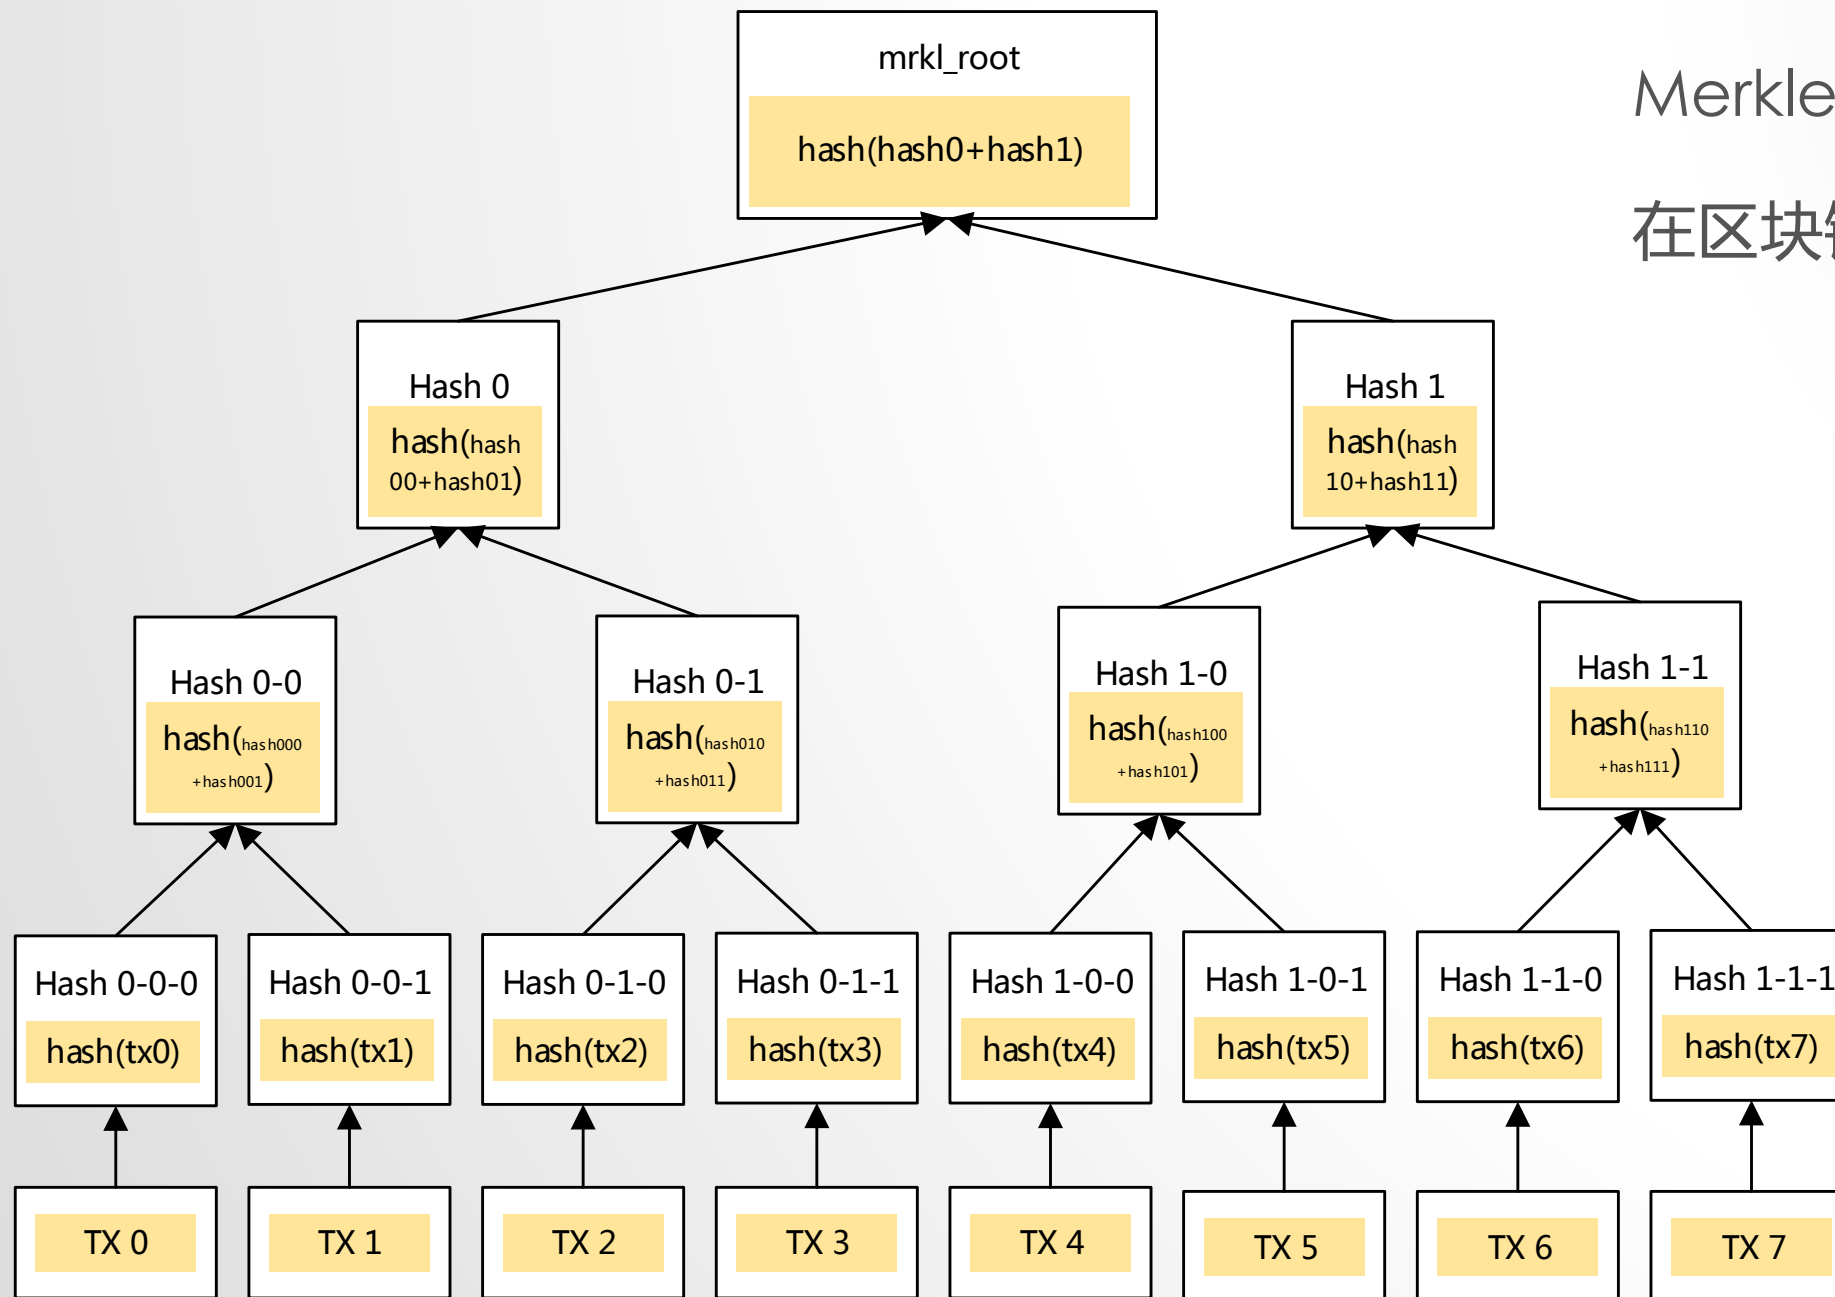 mrkl_root
hash(hash0+hash1)
Merkle
在区块
Hash 0
hash(hash
00+hash01)
Hash 1
hash(hash
10+hash11)
Hash 0-0
hash(hash000
+hash001)
Hash 0-1
hash(hash010
+hash011)
Hash 1-0
hash(hash100
+hash101)
Hash 1-1
hash(hash110
+hash111)
Hash 0-0-0
hash(tx0)
Hash 0-0-1
hash(tx1)
Hash 0-1-0
hash(tx2)
Hash 0-1-1
hash(tx3)
Hash 1-0-0
hash(tx4)
Hash 1-0-1
hash(tx5)
Hash 1-1-0
hash(tx6)
Hash 1-1-1
hash(tx7)
TX 0
TX 1
TX 2
TX 3
TX 4
TX 5
TX 6
TX 7